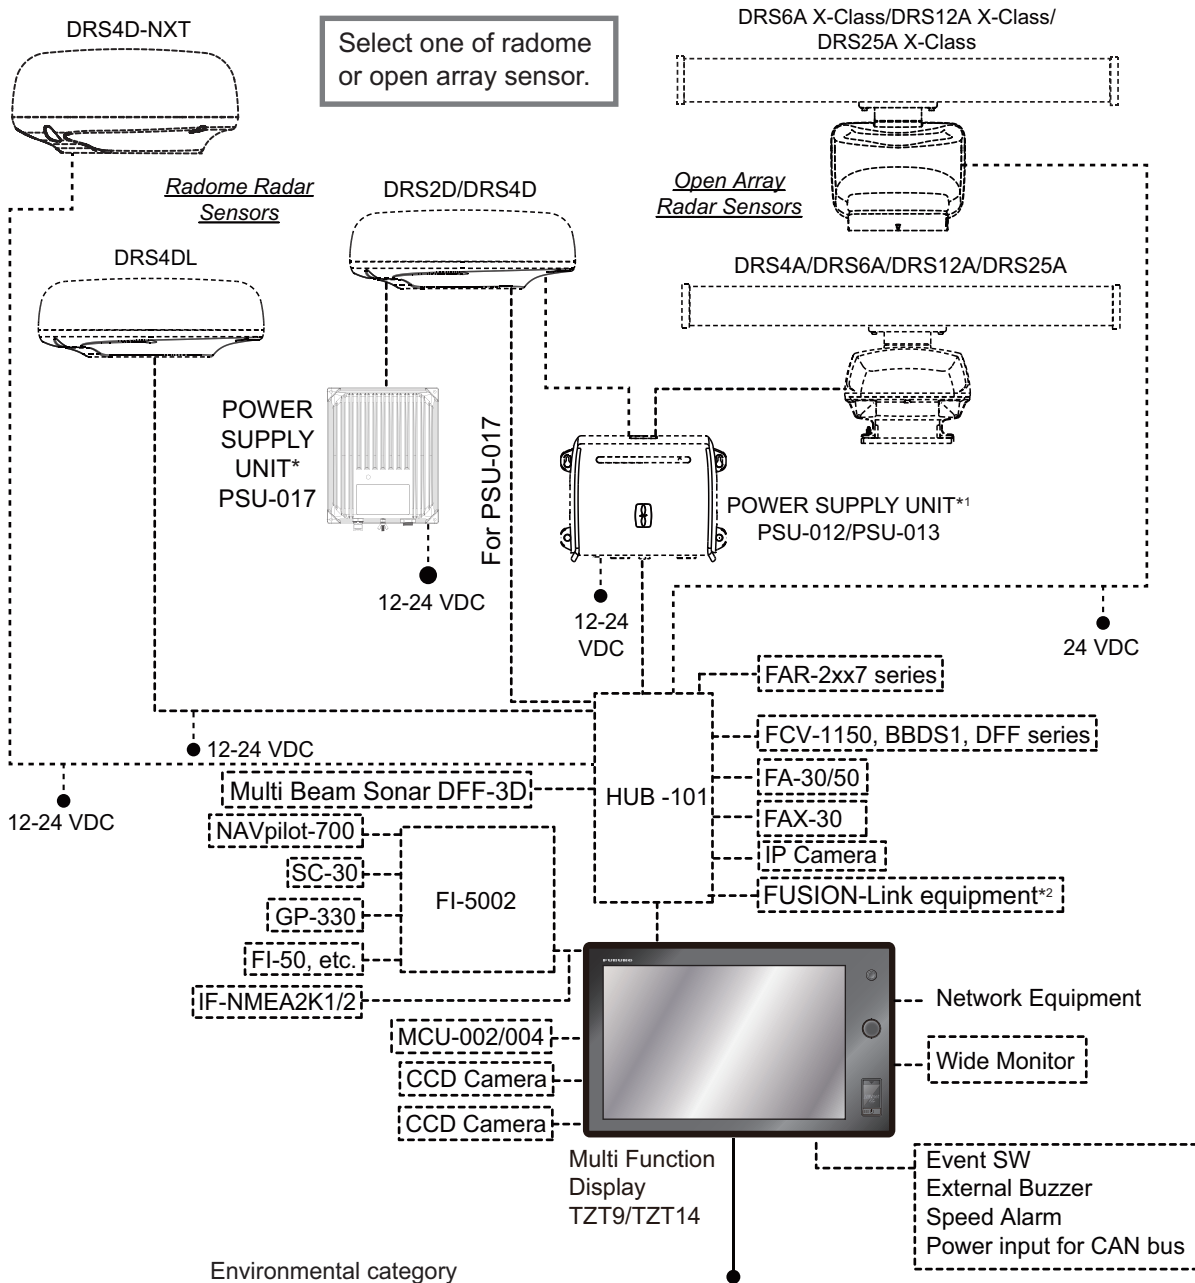 DRS4D-NXT
Select one of radome
or open array sensor.
DRS6A X-Class/DRS12A X-Class/
DRS25A X-Class
Radome Radar
Sensors
DRS2D/DRS4D
Open Array
Radar Sensors
DRS4DL
DRS4A/DRS6A/DRS12A/DRS25A
POWER
SUPPLY
UNIT*
PSU-017
For PSU-017
POWER SUPPLY UNIT*1
PSU-012/PSU-013
12-24 VDC
12-24
VDC
24 VDC
FAR-2xx7 series
12-24 VDC
FCV-1150, BBDS1, DFF series
Multi Beam Sonar DFF-3D
HUB -101
FA-30/50
12-24 VDC
FAX-30
NAVpilot-700
IP Camera
SC-30
FI-5002
FUSION-Link equipment*2
GP-330
FI-50, etc.
FURUNO
IF-NMEA2K1/2
Network Equipment
MCU-002/004
Wide Monitor
CCD Camera
CCD Camera
Multi Function
Display
TZT9/TZT14
Event SW
External Buzzer
Speed Alarm
Power input for CAN bus
Environmental category